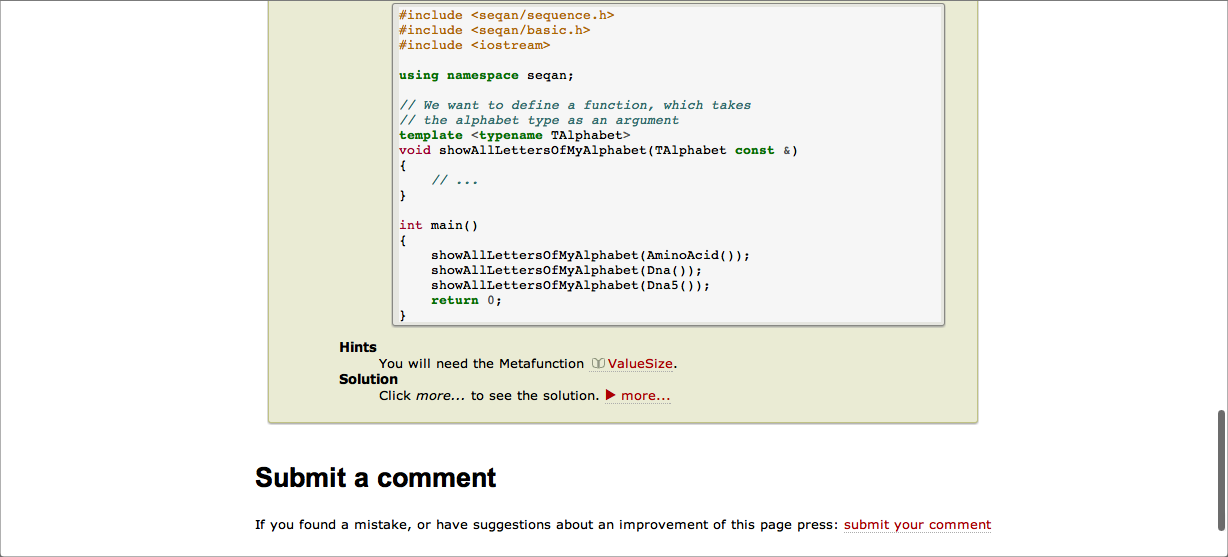 #include <seqan/sequence.h>
#include <seqan/basic.h>
#include <iostream>
using namespace seqan;
// We want to define a function, which takes
// the alphabet type as an argument
template <typename TAlphabet>
void showAllLettersOfMyAlphabet(TAlphabet const &)
{
// ...
}
int main()
{
showAllLettersOfMyAlphabet(AminoAcid());
showAllLettersOfMyAlphabet(Dna());
showAllLettersOfMyAlphabet(Dna5());
return 0;
}
Hints
You will need the Metafunction ValueSize.
Solution
Click more... to see the solution. more...
Submit a comment
If you found a mistake, or have suggestions about an improvement of this page press: submit your comment